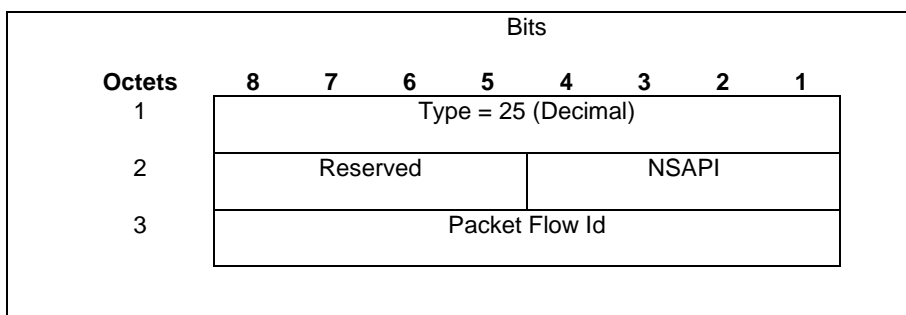 Bits
Octets 8 7 6 5 4 3 2 1
1 Type = 25 (Decimal)
2 Reserved NSAPI
3 Packet Flow Id